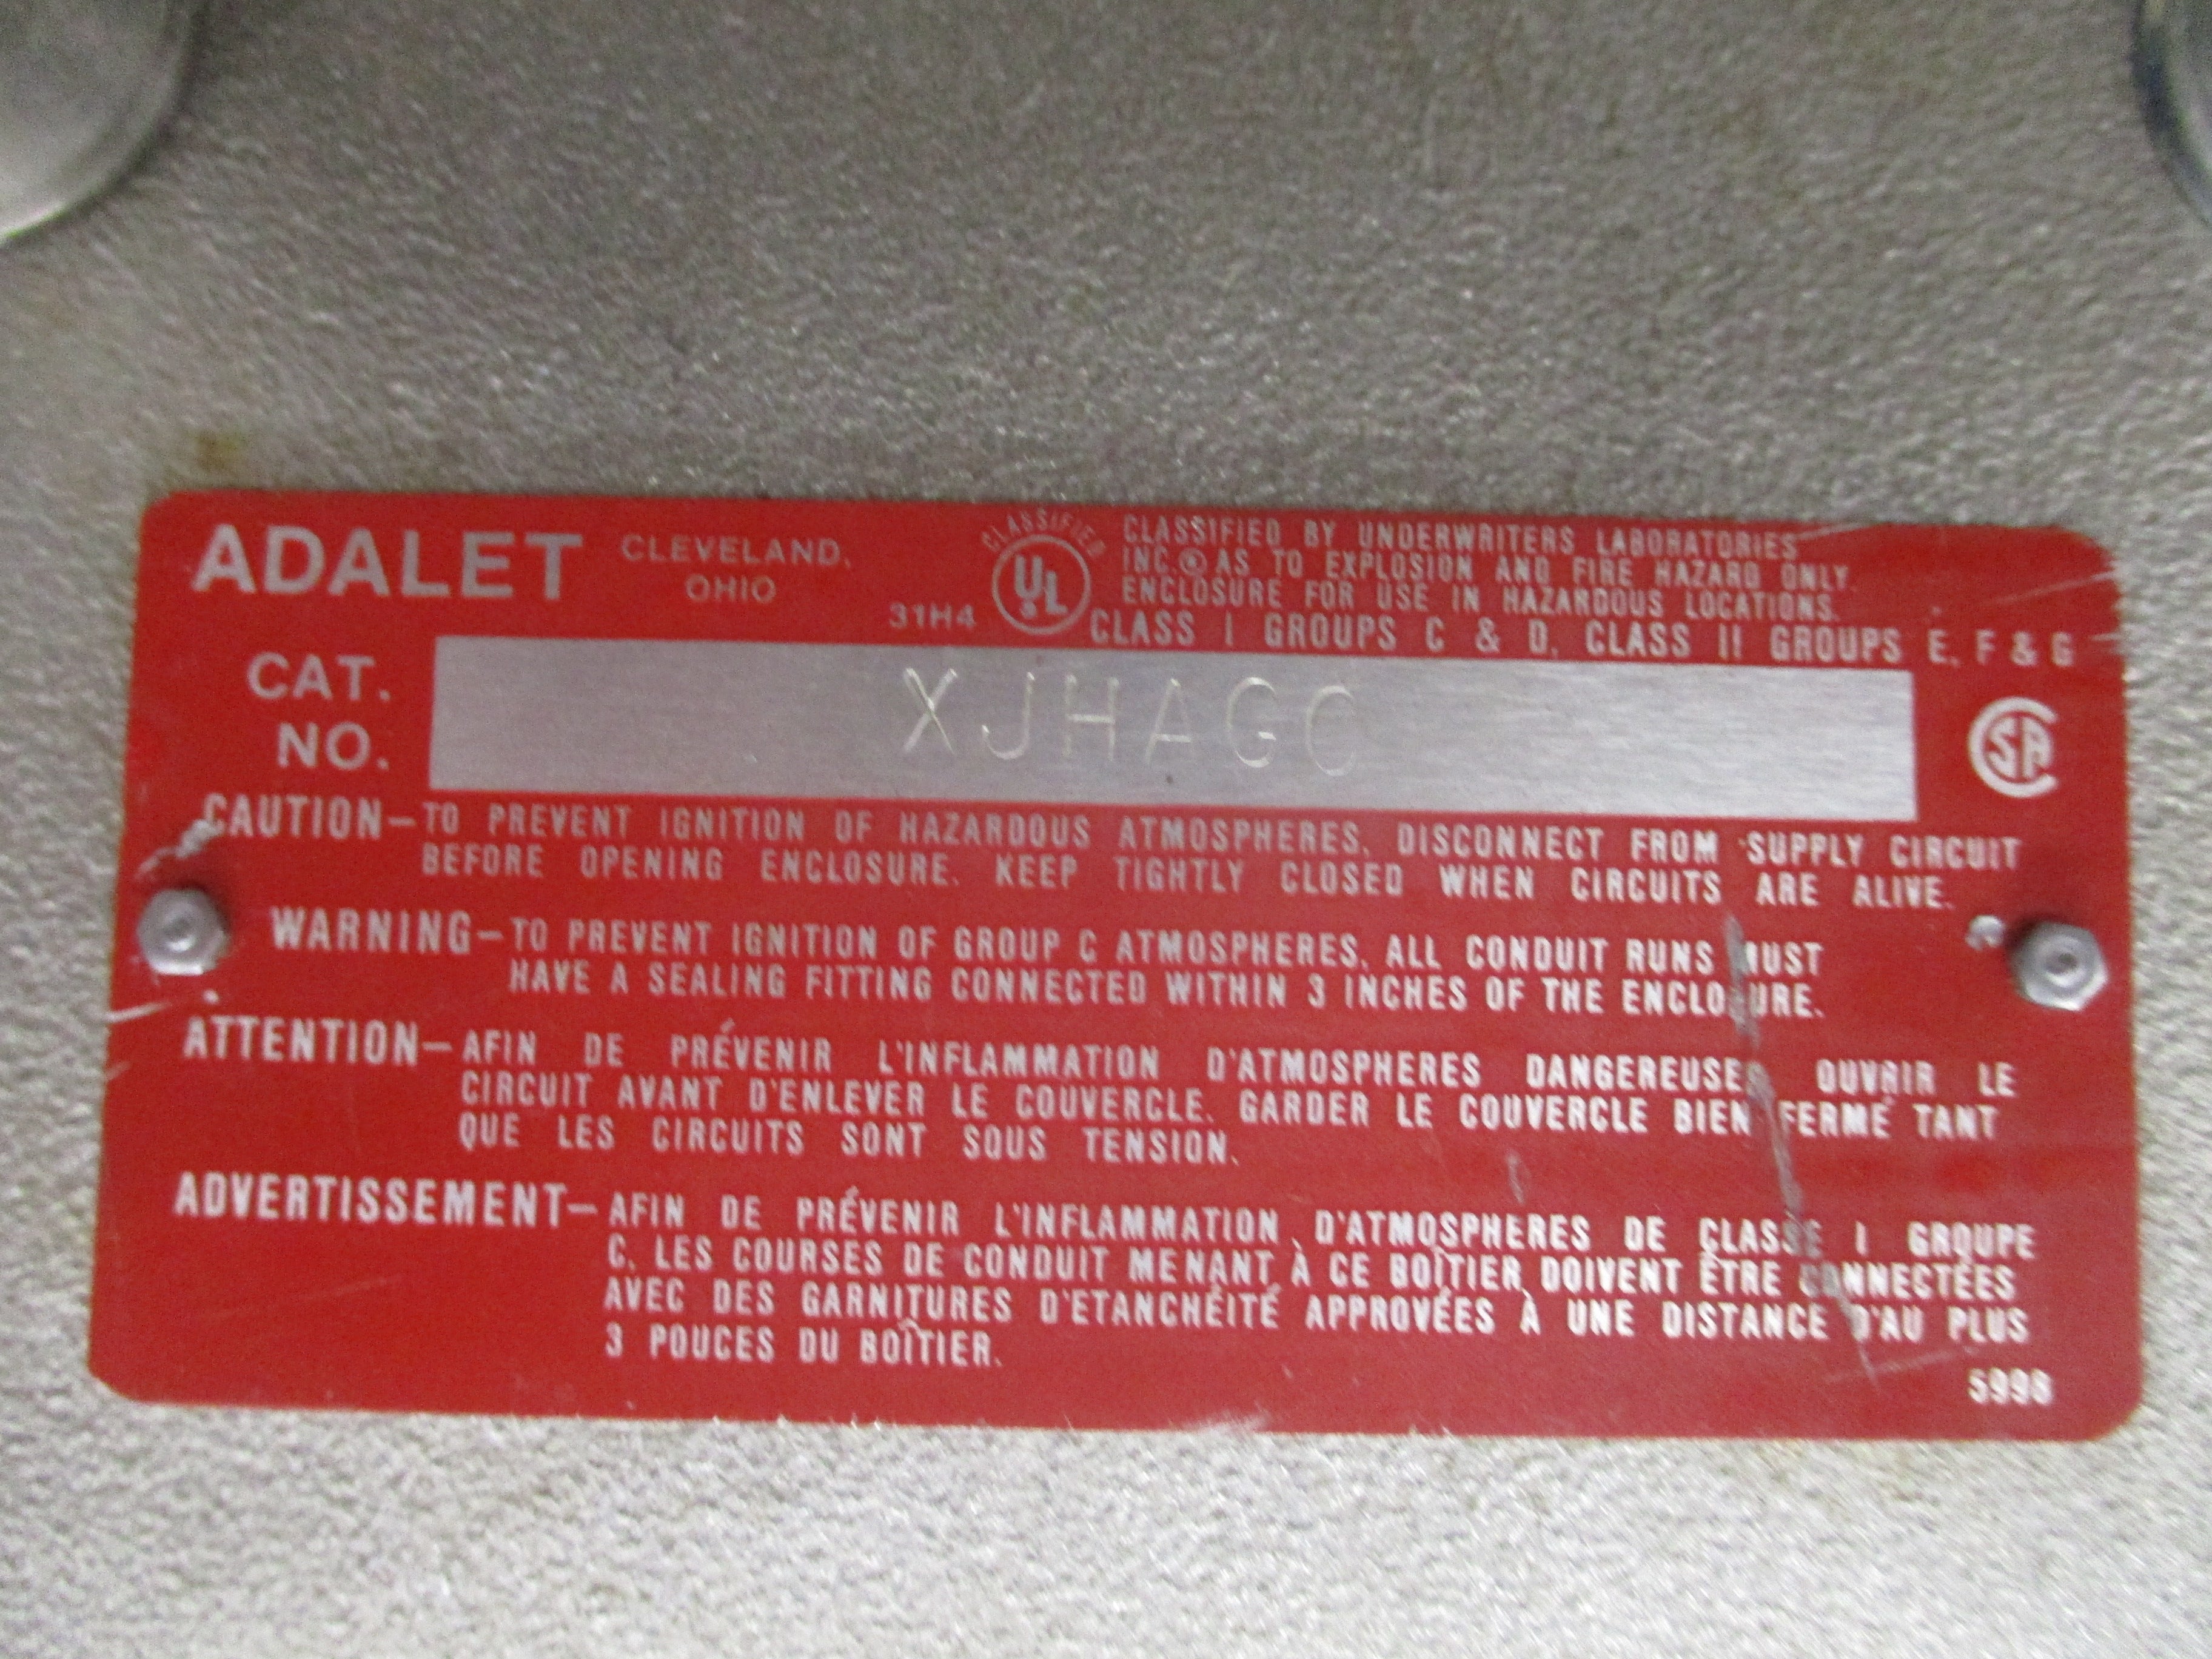 ADALET CLEVELAND,
OHIO
31H4
CLASSIFIED
UL
CLASSIFIED BY UNDERWRITERS LABORATORIES
INC.® AS TO EXPLOSION AND FIRE HAZARD ONLY.
ENCLOSURE FOR USE IN HAZARDOUS LOCATIONS.
CLASS I GROUPS C & D, CLASS II GROUPS E, F & G
CAT.
NO.
XJHAGC
SA
CAUTION—TO PREVENT IGNITION OF HAZARDOUS ATMOSPHERES, DISCONNECT FROM SUPPLY CIRCUIT
BEFORE OPENING ENCLOSURE. KEEP TIGHTLY CLOSED WHEN CIRCUITS ARE ALIVE.
WARNING—TO PREVENT IGNITION OF GROUP C ATMOSPHERES, ALL CONDUIT RUNS MUST
HAVE A SEALING FITTING CONNECTED WITHIN 3 INCHES OF THE ENCLOSURE.
ATTENTION—AFIN DE PRÉVENIR L'INFLAMMATION D'ATMOSPHERES DANGEREUSES OUVRIR LE
CIRCUIT AVANT D'ENLEVER LE COUVERCLE. GARDER LE COUVERCLE BIEN FERMÉ TANT
QUE LES CIRCUITS SONT SOUS TENSION.
ADVERTISSEMENT—AFIN DE PRÉVENIR L'INFLAMMATION D'ATMOSPHERES DE CLASSE I GROUPE
C, LES COURSES DE CONDUIT MENANT À CE BOÎTIER DOIVENT ÊTRE CONNECTÉES
AVEC DES GARNITURES D'ETANCHÉITÉ APPROVÉES À UNE DISTANCE D'AU PLUS
3 POUCES DU BOÎTIER.
5998